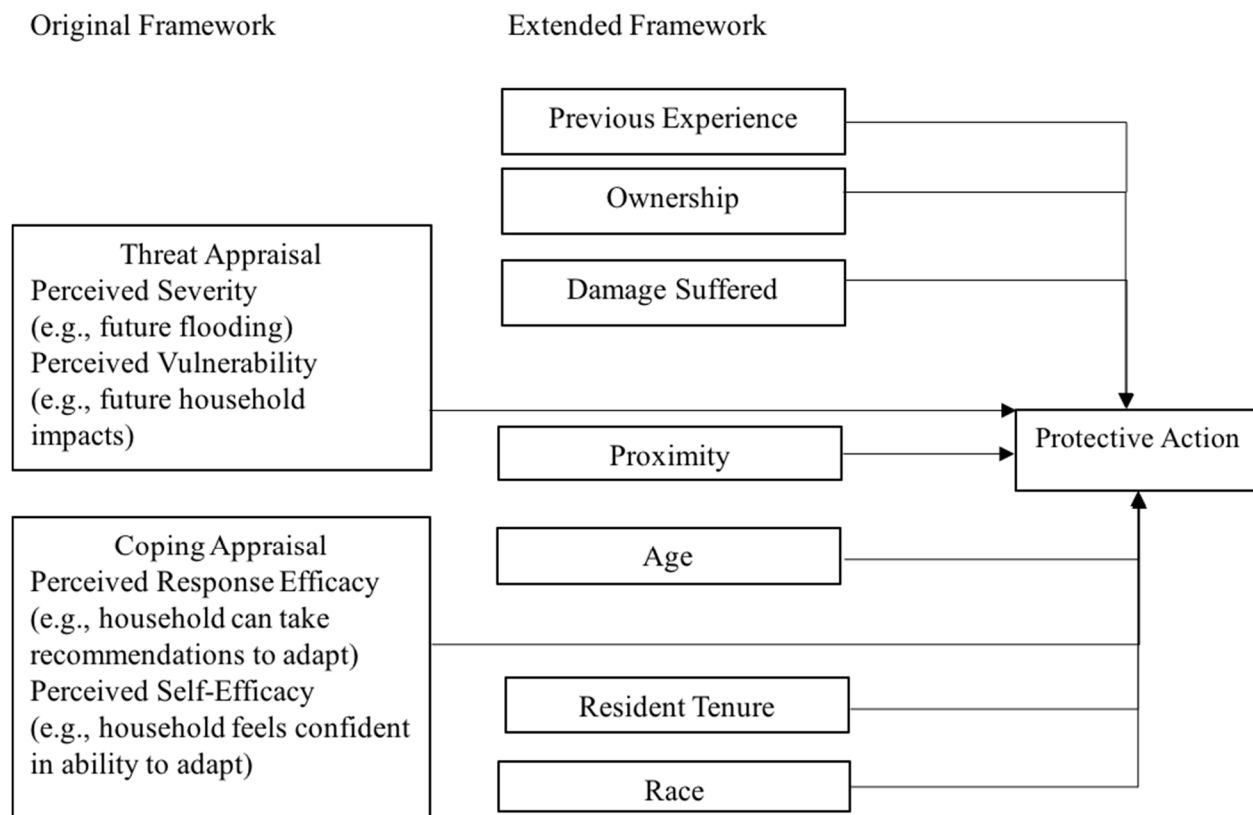 Original Framework
Extended Framework
Previous Experience
Ownership
Damage Suffered
Threat Appraisal
Perceived Severity
(e.g., future flooding)
Perceived Vulnerability
(e.g., future household
impacts)
Proximity
Protective Action
Coping Appraisal
Perceived Response Efficacy
(e.g., household can take
recommendations to adapt)
Perceived Self-Efficacy
(e.g., household feels confident
in ability to adapt)
Age
Resident Tenure
Race